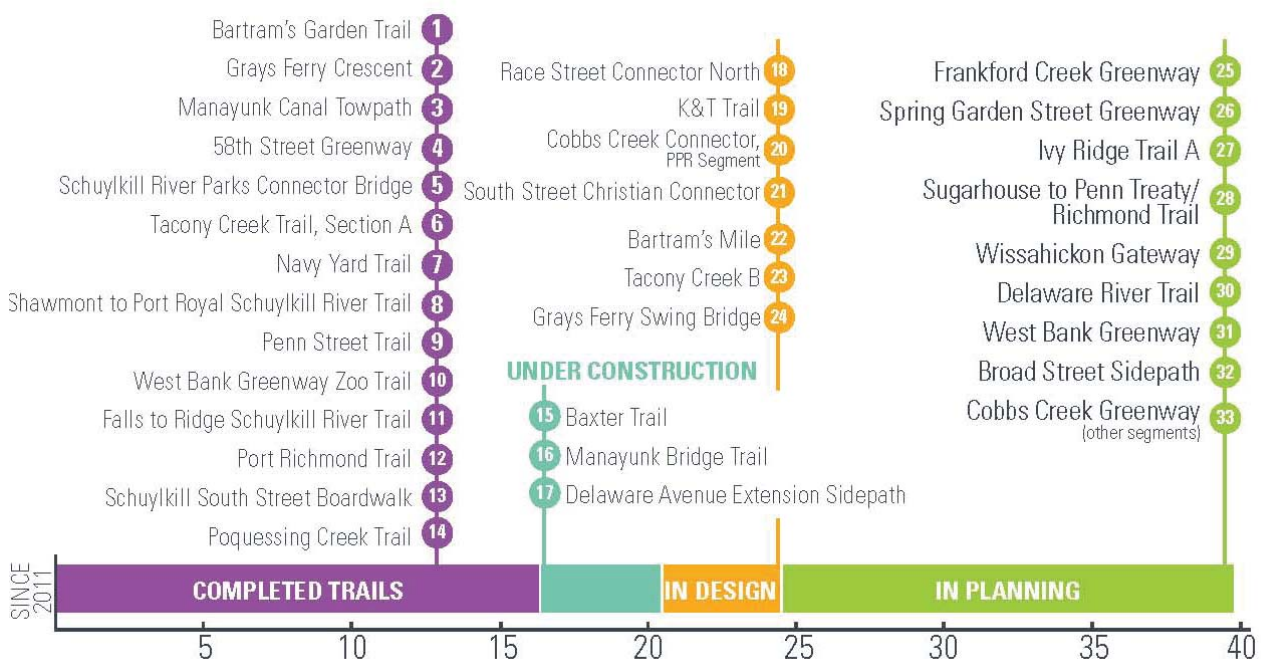 Bartram's Garden Trail 1
Grays Ferry Crescent 2
Manayunk Canal Towpath 3
58th Street Greenway 4
Schuylkill River Parks Connector Bridge 5
Tacony Creek Trail, Section A 6
Navy Yard Trail 7
Shawmont to Port Royal Schuylkill River Trail 8
Penn Street Trail 9
West Bank Greenway Zoo Trail 10
Falls to Ridge Schuylkill River Trail 11
Port Richmond Trail 12
Schuylkill South Street Boardwalk 13
Poquessing Creek Trail 14
Race Street Connector North 18
K&T Trail 19
Cobbs Creek Connector, 20
PPR Segment
South Street Christian Connector 21
Bartram's Mile 22
Tacony Creek B 23
Grays Ferry Swing Bridge 24
UNDER CONSTRUCTION
15 Baxter Trail
16 Manayunk Bridge Trail
17 Delaware Avenue Extension Sidepath
Frankford Creek Greenway 25
Spring Garden Street Greenway 26
Ivy Ridge Trail A 27
Sugarhouse to Penn Treaty/ 28
Richmond Trail
Wissahickon Gateway 29
Delaware River Trail 30
West Bank Greenway 31
Broad Street Sidepath 32
Cobbs Creek Greenway 33
(other segments)
SINCE
2011
COMPLETED TRAILS IN DESIGN IN PLANNING
5 10 15 20 25 30 35 40